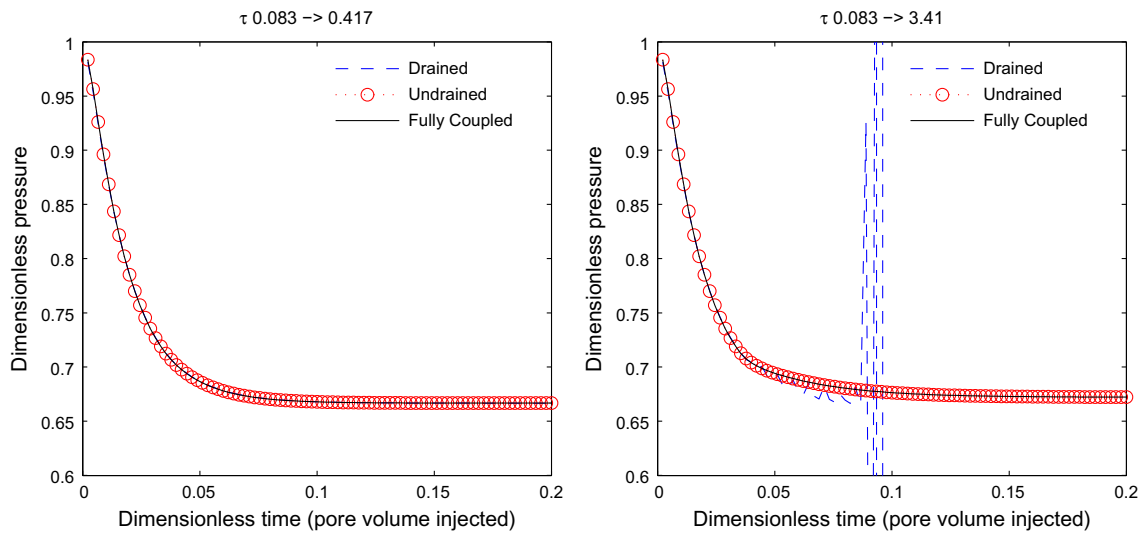 τ 0.083 −> 0.417
1
0.95
0.9
0.85
0.8
0.75
0.7
0.65
0.6
Dimensionless pressure
Drained
Undrained
Fully Coupled
0
0.05
0.1
0.15
0.2
Dimensionless time (pore volume injected)
τ 0.083 −> 3.41
1
0.95
0.9
0.85
0.8
0.75
0.7
0.65
0.6
Dimensionless pressure
Drained
Undrained
Fully Coupled
0
0.05
0.1
0.15
0.2
Dimensionless time (pore volume injected)